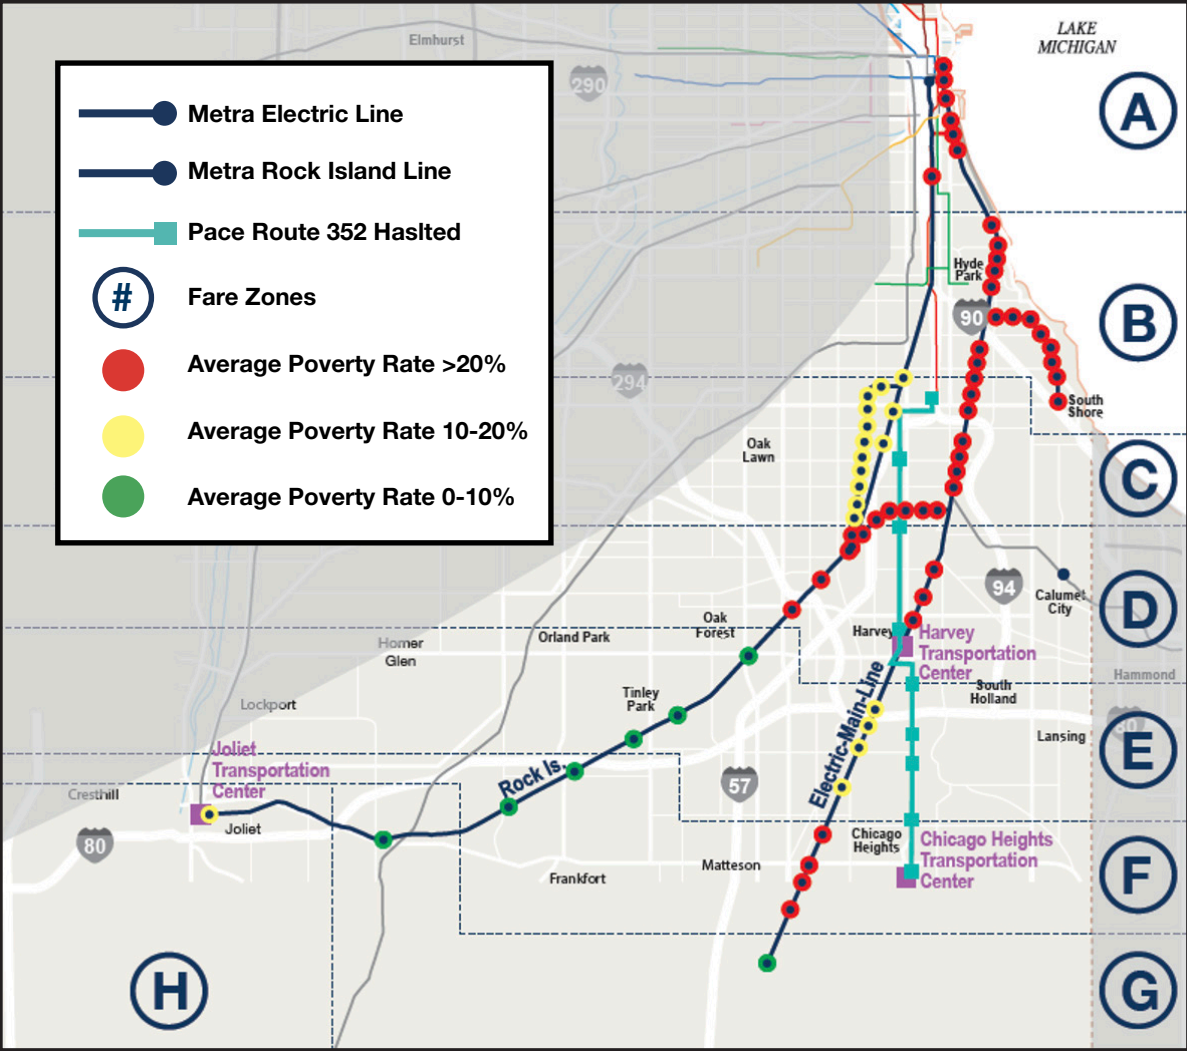 Elmhurst
LAKE
MICHIGAN
290
A
Metra Electric Line
Metra Rock Island Line
Pace Route 352 Haslted
#
Fare Zones
Average Poverty Rate >20%
Average Poverty Rate 10-20%
Average Poverty Rate 0-10%
Hyde
Park
90
B
294
South
Shore
Oak
Lawn
C
94
Calumet
City
D
Oak
Forest
Harvey
Harvey
Transportation
Center
Orland Park
Homer
Glen
Hammond
South
Holland
Lockport
Tinley
Park
Electric-Main-Line
Lansing
80
E
Joliet
Transportation
Center
Rock Is.
57
Cresthill
Joliet
80
Chicago
Heights
Chicago Heights
Transportation
Center
Matteson
Frankfort
F
H
G